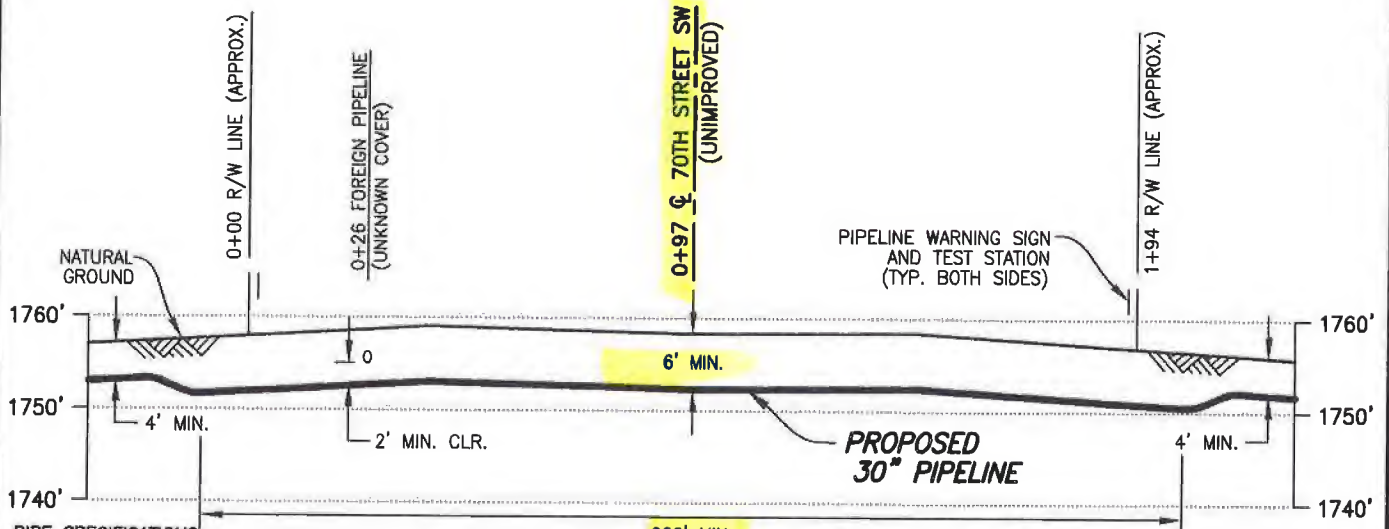 0+00 R/W LINE (APPROX.)
0+26 FOREIGN PIPELINE
(UNKNOWN COVER)
0+97 ℄ 70TH STREET SW
(UNIMPROVED)
1+94 R/W LINE (APPROX.)
NATURAL
GROUND
PIPELINE WARNING SIGN
AND TEST STATION
(TYP. BOTH SIDES)
1760'
1760'
0
6' MIN.
1750'
1750'
4' MIN.
2' MIN. CLR.
PROPOSED
30" PIPELINE
4' MIN.
1740'
1740'
PIPE SPECIFICATIONS